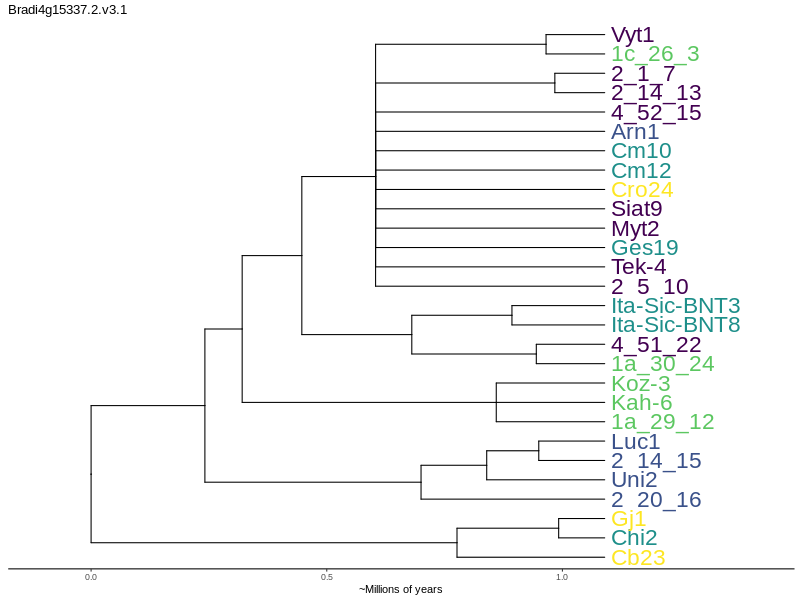 Bradi4g15337.2.v3.1
Vyt1
1c_26_3
2_1_7
2_14_13
4_52_15
Arn1
Cm10
Cm12
Cro24
Siat9
Myt2
Ges19
Tek-4
2_5_10
Ita-Sic-BNT3
Ita-Sic-BNT8
4_51_22
1a_30_24
Koz-3
Kah-6
1a_29_12
Luc1
2_14_15
Uni2
2_20_16
Gj1
Chi2
Cb23
0.0 0.5 1.0
~Millions of years